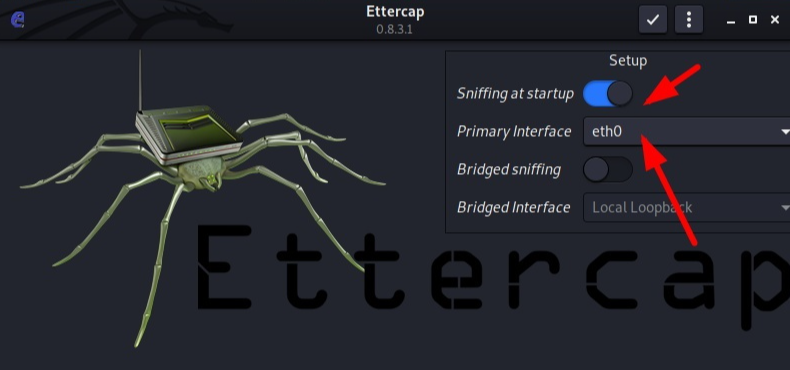 Ettercap
0.8.3.1
Setup
Sniffing at startup
Primary Interface eth0
Bridged sniffing
Bridged Interface Local Loopback
Ettercap